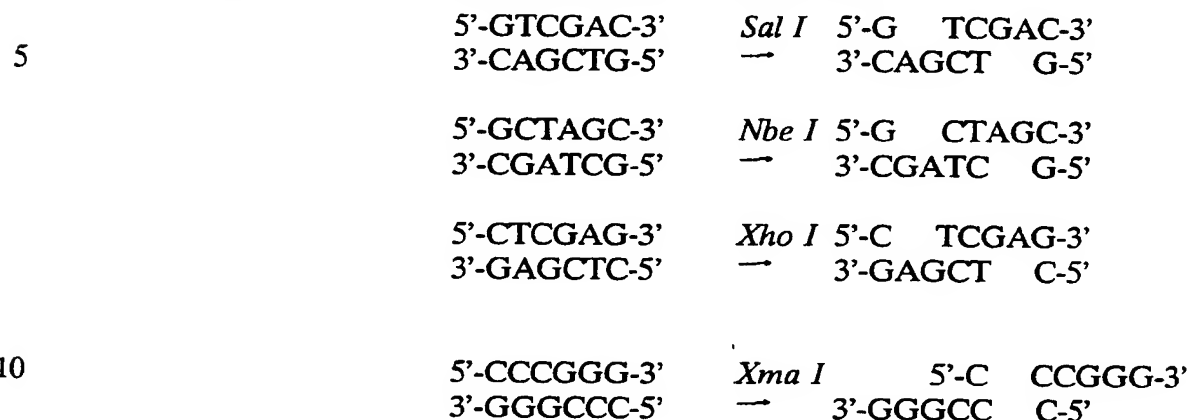 5'-GTCGAC-3' Sal I 5'-G TCGAC-3'
5 3'-CAGCTG-5' → 3'-CAGCT G-5'
5'-GCTAGC-3' Nbe I 5'-G CTAGC-3'
3'-CGATCG-5' → 3'-CGATC G-5'
5'-CTCGAG-3' Xho I 5'-C TCGAG-3'
3'-GAGCTC-5' → 3'-GAGCT C-5'
10 5'-CCCGGG-3' Xma I 5'-C CCGGG-3'
3'-GGGCCC-5' → 3'-GGGCC C-5'